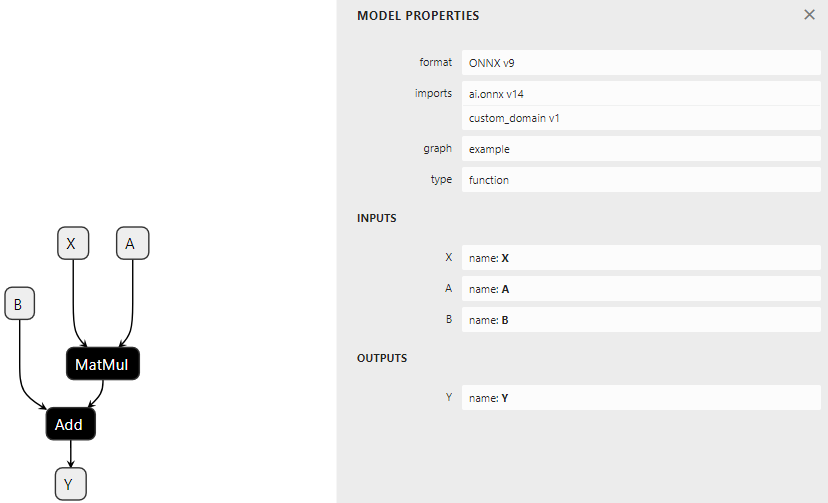 X
A
B
MatMul
Add
Y
MODEL PROPERTIES
format ONNX v9
imports ai.onnx v14
custom_domain v1
graph example
type function
INPUTS
X name: X
A name: A
B name: B
OUTPUTS
Y name: Y